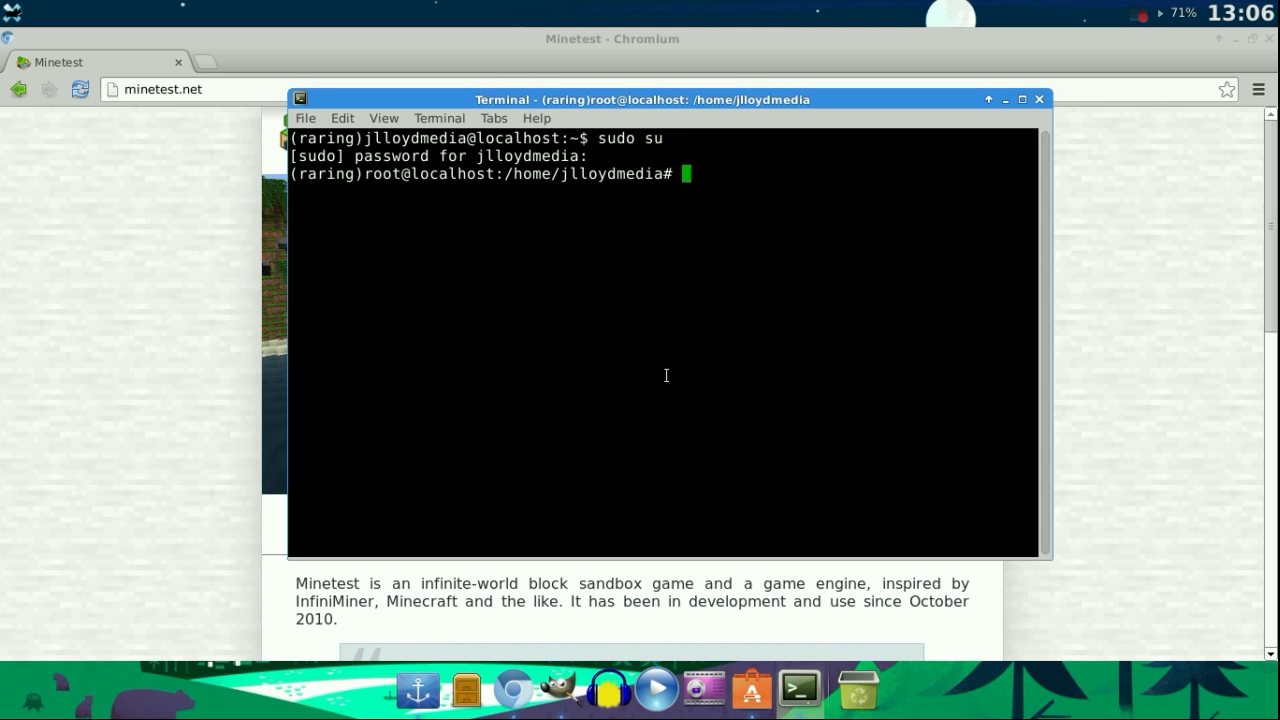 71% 13:06
Minetest - Chromium
Minetest
minetest.net
Terminal - (raring)root@localhost: /home/jlloydmedia
File Edit View Terminal Tabs Help
(raring)jlloydmedia@localhost:~$ sudo su
[sudo] password for jlloydmedia:
(raring)root@localhost:/home/jlloydmedia#
Minetest is an infinite-world block sandbox game and a game engine, inspired by
InfiniMiner, Minecraft and the like. It has been in development and use since October
2010.